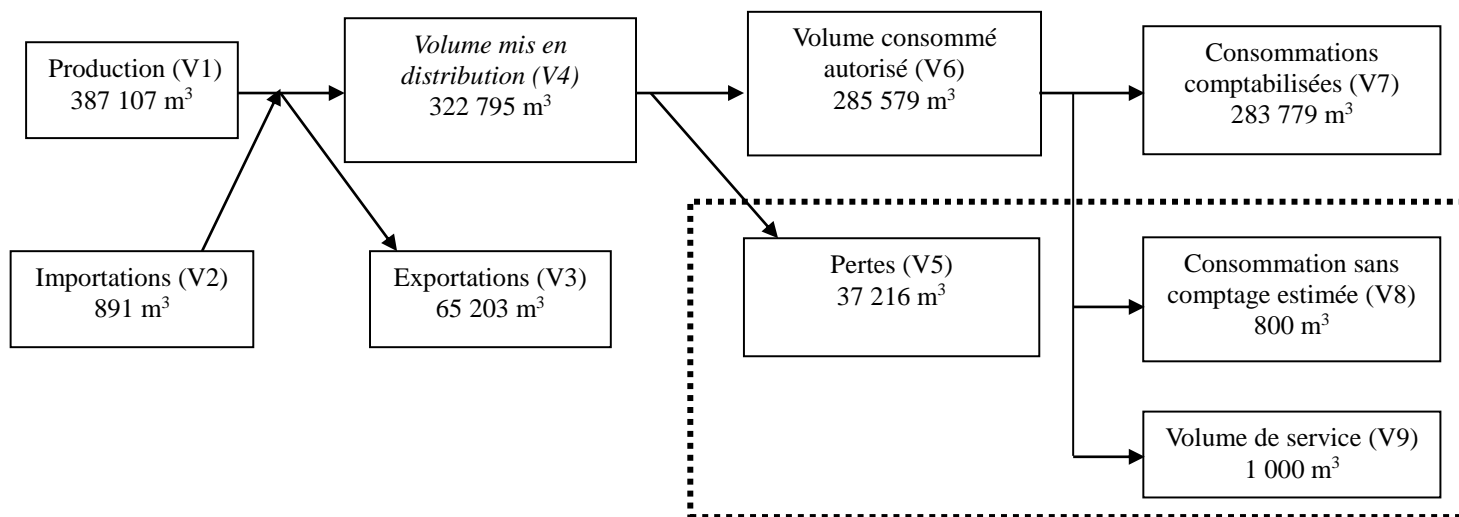 Production (V1)
387 107 m³
Volume mis en
distribution (V4)
322 795 m³
Volume consommé
autorisé (V6)
285 579 m³
Consommations
comptabilisées (V7)
283 779 m³
Importations (V2)
891 m³
Exportations (V3)
65 203 m³
Pertes (V5)
37 216 m³
Consommation sans
comptage estimée (V8)
800 m³
Volume de service (V9)
1 000 m³